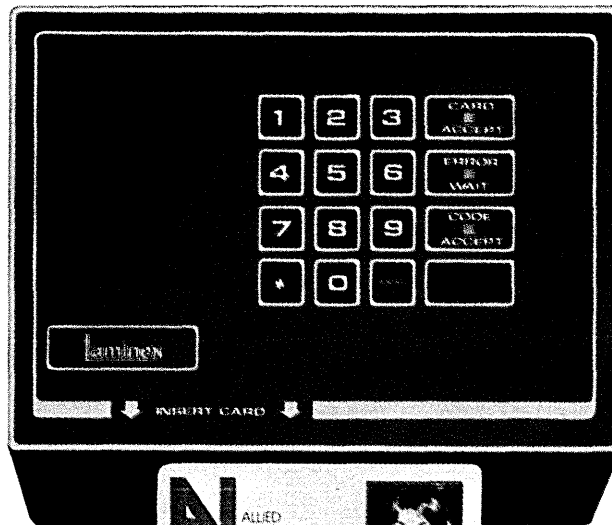 1 2 3 CARD ACCEPT
4 5 6 ERROR WAIT
7 8 9 CODE ACCEPT
* 0
laminex
INSERT CARD
ALLIED